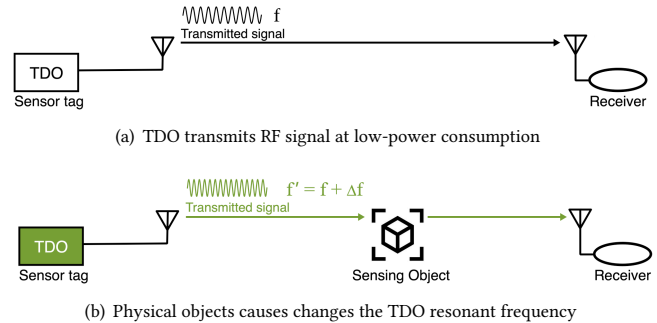 f
Transmitted signal
TDO
Sensor tag
Receiver
(a) TDO transmits RF signal at low-power consumption
f' = f + Δf
Transmitted signal
TDO
Sensor tag
Sensing Object
Receiver
(b) Physical objects causes changes the TDO resonant frequency